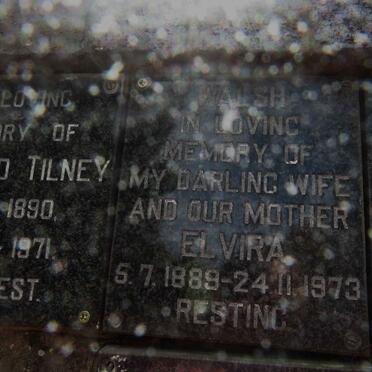 LOVING
ORY OF
D TILNEY
1890.
1971.
EST.
WALSH
IN LOVING
MEMORY OF
MY DARLING WIFE
AND OUR MOTHER
ELVIRA
5.7.1889-24.11.1973
RESTING